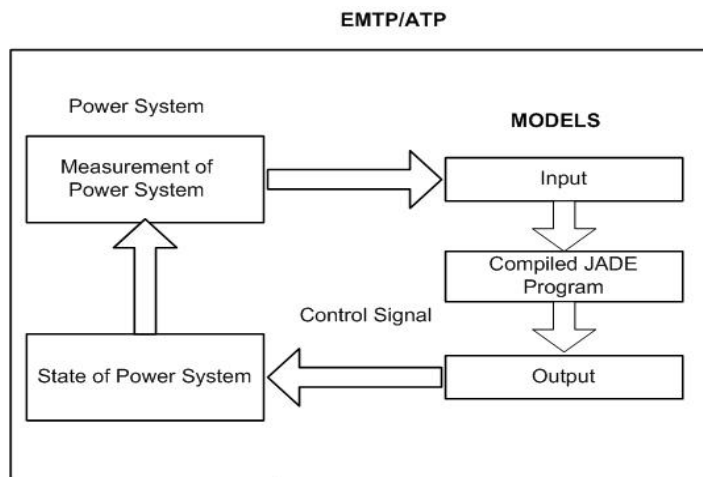 EMTP/ATP
Power System
MODELS
Measurement of
Power System
Input
Compiled JADE
Program
Control Signal
State of Power System
Output